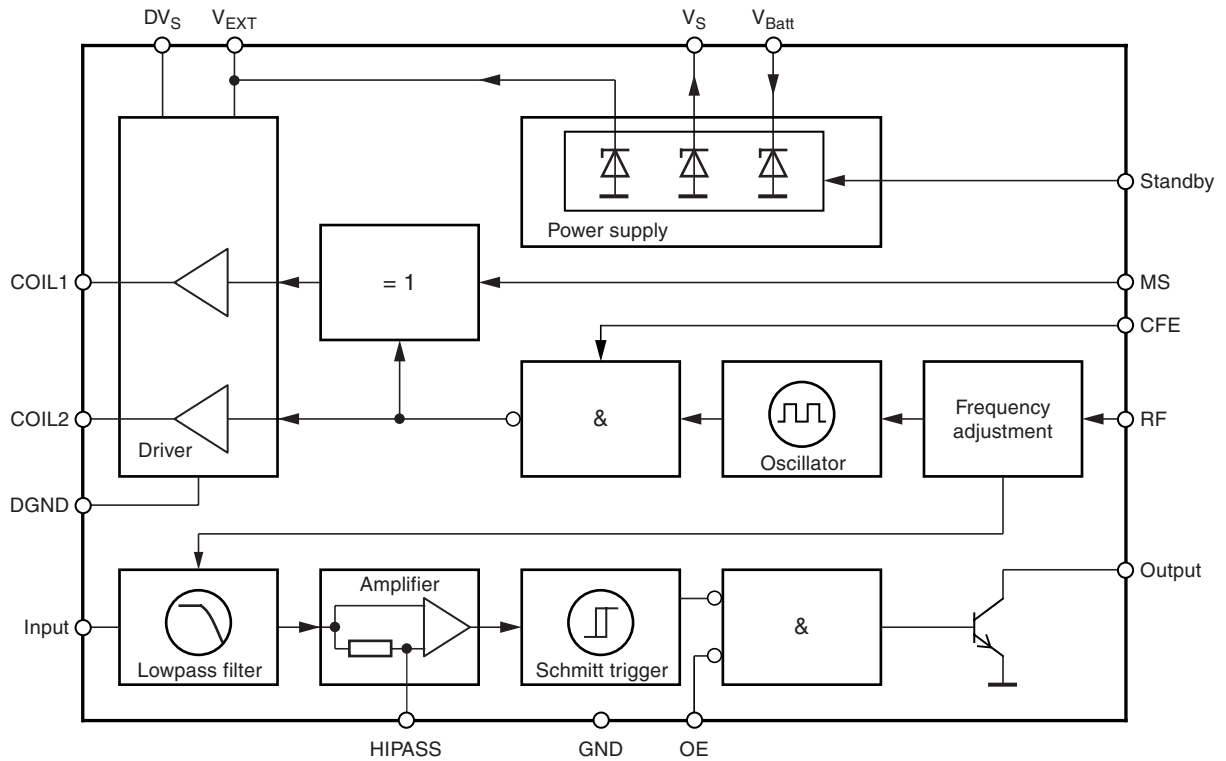 DVS VEXT VS VBatt
Standby
Power supply
COIL1
= 1
MS
CFE
COIL2
Driver
&
Oscillator
Frequency
adjustment
RF
DGND
Input
Lowpass filter
Amplifier
Schmitt trigger
&
Output
HIPASS GND OE